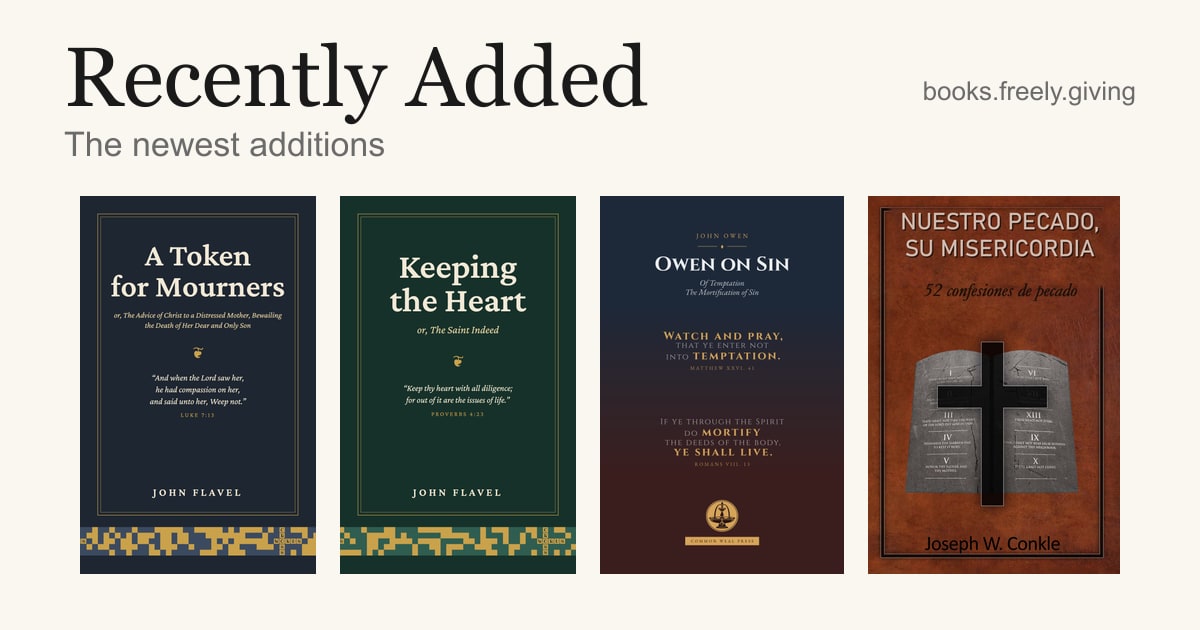 Recently Added
The newest additions
books.freely.giving
A Token
for Mourners
or, The Advice of Christ to a Distressed Mother, Bewailing
the Death of Her Dear and Only Son
“And when the Lord saw her,
he had compassion on her,
and said unto her, Weep not.”
LUKE 7:13
JOHN FLAVEL
Keeping
the Heart
or, The Saint Indeed
“Keep thy heart with all diligence;
for out of it are the issues of life.”
PROVERBS 4:23
JOHN FLAVEL
JOHN OWEN
OWEN ON SIN
Of Temptation
The Mortification of Sin
WATCH AND PRAY,
THAT YE ENTER NOT
INTO TEMPTATION.
MATTHEW XXVI. 41
IF YE THROUGH THE SPIRIT
DO MORTIFY
THE DEEDS OF THE BODY,
YE SHALL LIVE.
ROMANS VIII. 13
COMMON WEAL PRESS
NUESTRO PECADO,
SU MISERICORDIA
52 confesiones de pecado
I
III
IV
V
VI
XIII
IX
X
Joseph W. Conkle